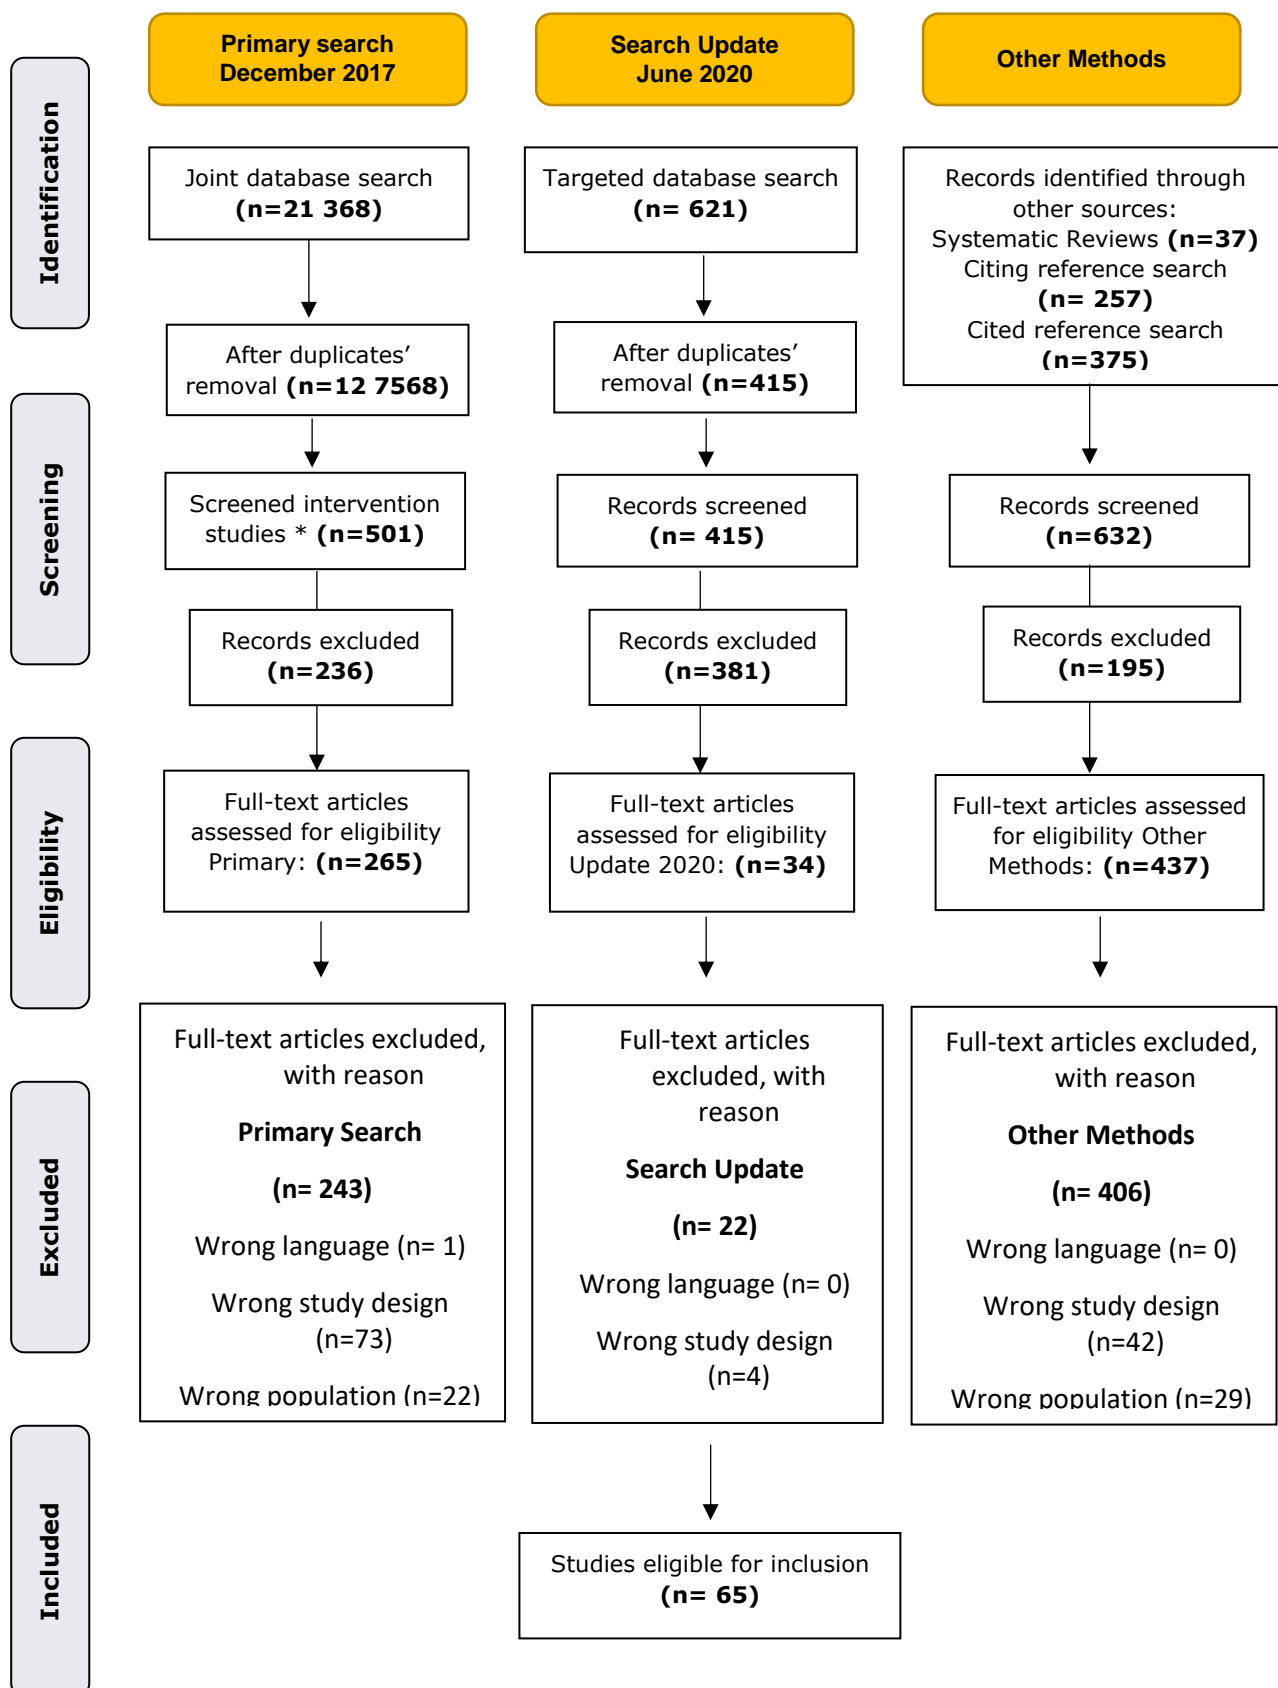 Primary search
December 2017
Search Update
June 2020
Other Methods
Identification
Joint database search
(n=21 368)
Targeted database search
(n= 621)
Records identified through
other sources:
Systematic Reviews (n=37)
Citing reference search
(n= 257)
Cited reference search
(n=375)
After duplicates’
removal (n=12 7568)
After duplicates’
removal (n=415)
Screening
Screened intervention
studies * (n=501)
Records screened
(n= 415)
Records screened
(n=632)
Records excluded
(n=236)
Records excluded
(n=381)
Records excluded
(n=195)
Eligibility
Full-text articles
assessed for eligibility
Primary: (n=265)
Full-text articles
assessed for eligibility
Update 2020: (n=34)
Full-text articles assessed
for eligibility Other
Methods: (n=437)
Excluded
Full-text articles excluded,
with reason
Primary Search
(n= 243)
Wrong language (n= 1)
Wrong study design
(n=73)
Wrong population (n=22)
Full-text articles
excluded, with
reason
Search Update
(n= 22)
Wrong language (n= 0)
Wrong study design
(n=4)
Full-text articles excluded,
with reason
Other Methods
(n= 406)
Wrong language (n= 0)
Wrong study design
(n=42)
Wrong population (n=29)
Included
Studies eligible for inclusion
(n= 65)